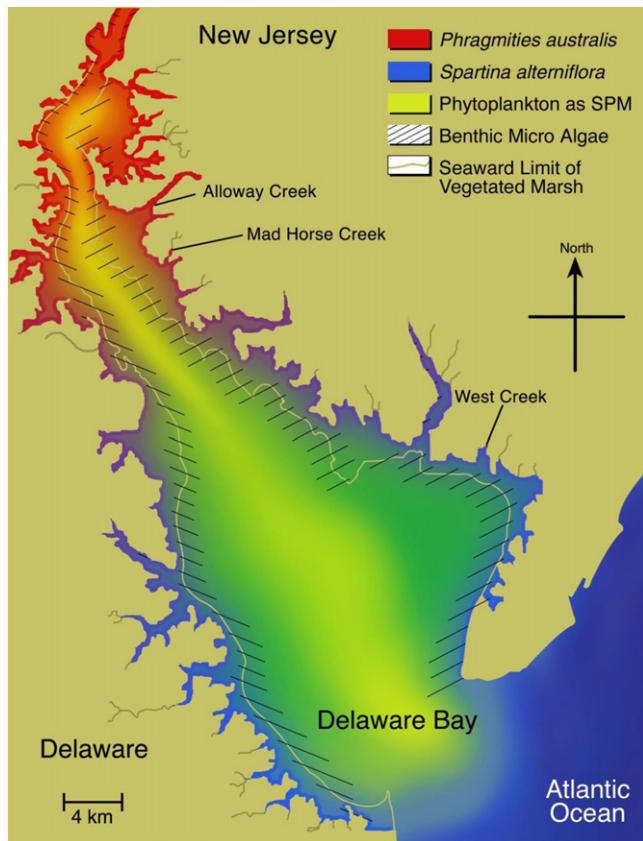 New Jersey
Phragmities australis
Spartina alterniflora
Phytoplankton as SPM
Benthic Micro Algae
Seaward Limit of
Vegetated Marsh
Alloway Creek
Mad Horse Creek
North
West Creek
Delaware Bay
Delaware
4 km
Atlantic
Ocean